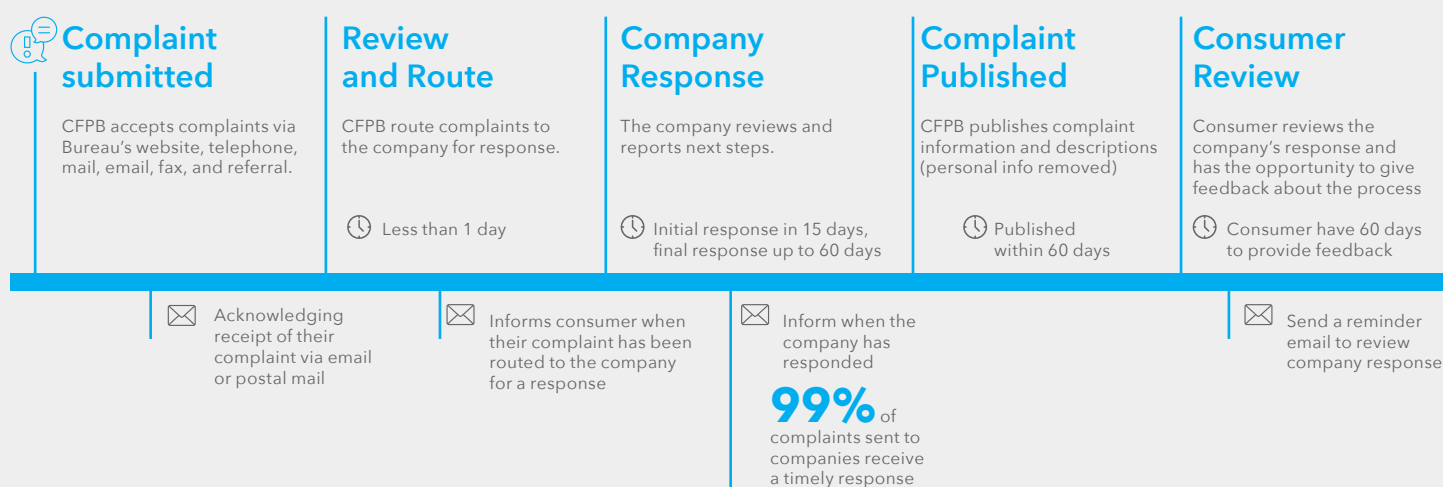 Complaint
submitted
CFPB accepts complaints via
Bureau's website, telephone,
mail, email, fax, and referral.
Review
and Route
CFPB route complaints to
the company for response.
Less than 1 day
Company
Response
The company reviews and
reports next steps.
Initial response in 15 days,
final response up to 60 days
Complaint
Published
CFPB publishes complaint
information and descriptions
(personal info removed)
Published
within 60 days
Consumer
Review
Consumer reviews the
company's response and
has the opportunity to give
feedback about the process
Consumer have 60 days
to provide feedback
Acknowledging
receipt of their
complaint via email
or postal mail
Informs consumer when
their complaint has been
routed to the company
for a response
Inform when the
company has
responded
99% of
complaints sent to
companies receive
a timely response
Send a reminder
email to review
company response